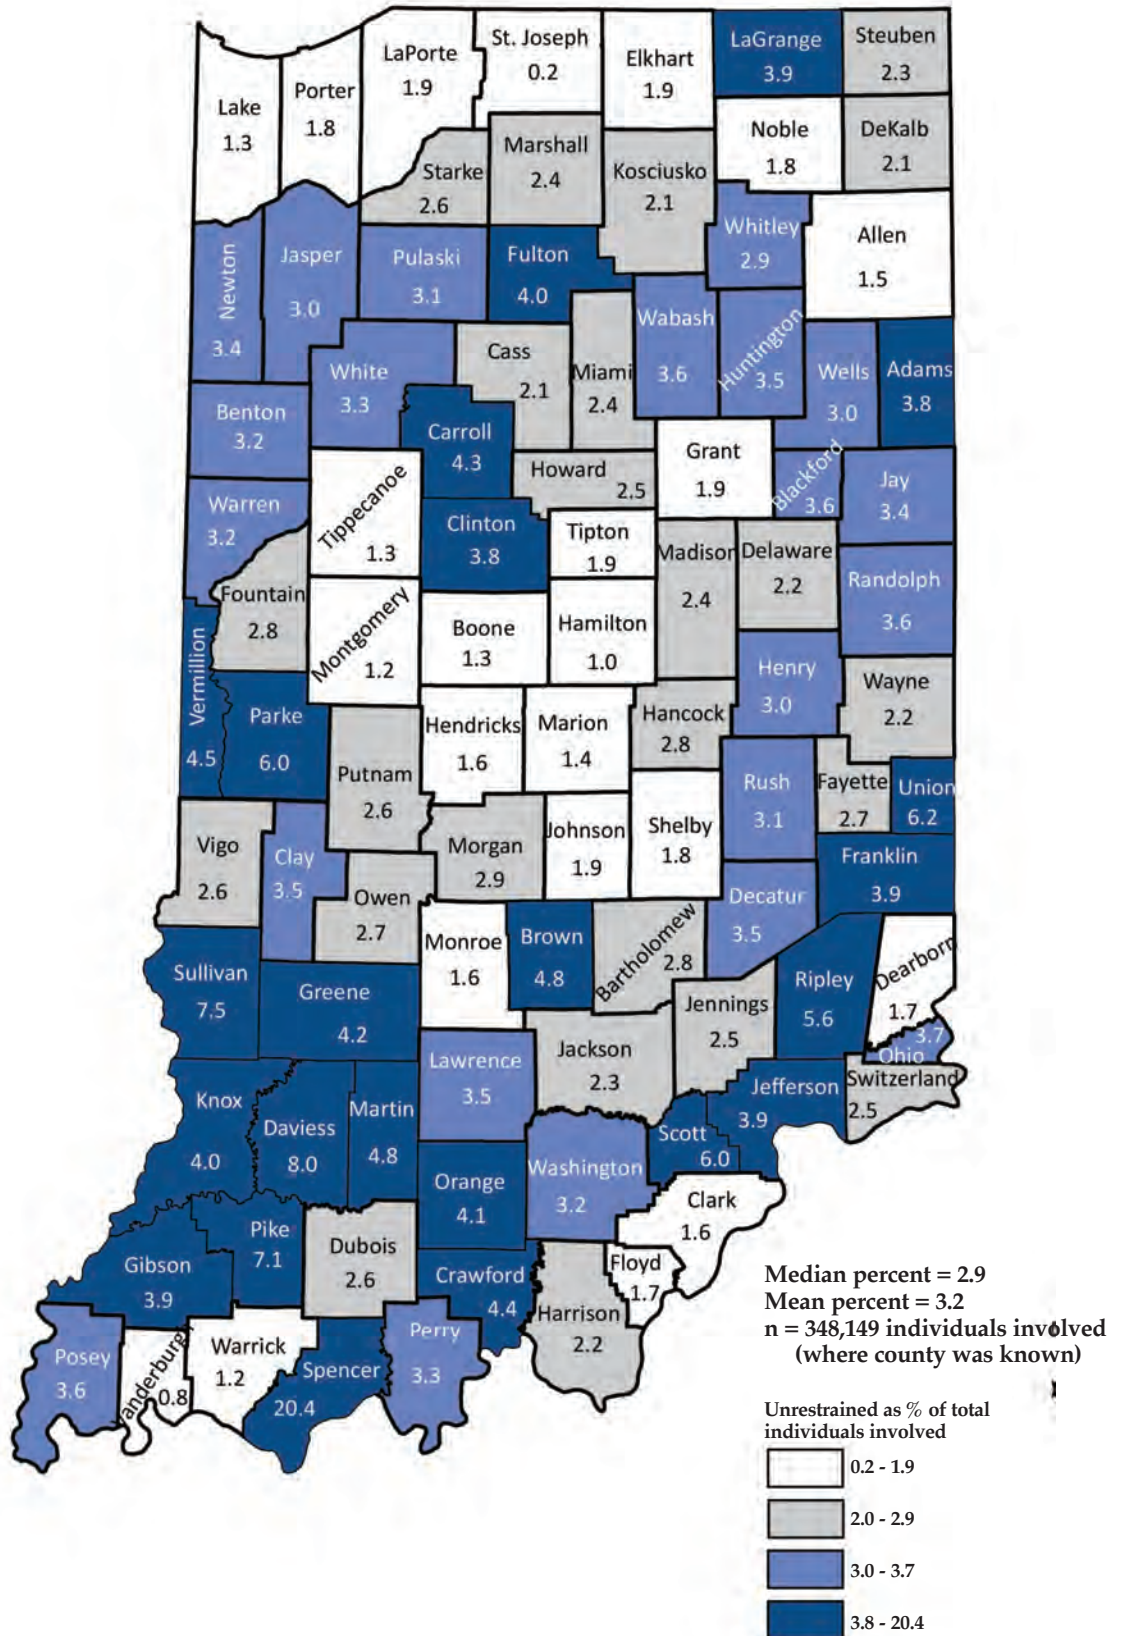 LaPorte
1.9
St. Joseph
0.2
Elkhart
1.9
LaGrange
3.9
Steuben
2.3
Lake
1.3
Porter
1.8
Noble
1.8
DeKalb
2.1
Starke
2.6
Marshall
2.4
Kosciusko
2.1
Whitley
2.9
Allen
1.5
Newton
3.4
Jasper
3.0
Pulaski
3.1
Fulton
4.0
Wabash
3.6
Huntington
3.5
Wells
3.0
Adams
3.8
White
3.3
Cass
2.1
Miami
2.4
Benton
3.2
Carroll
4.3
Howard
2.5
Grant
1.9
Blackford
3.6
Jay
3.4
Warren
3.2
Tippecanoe
1.3
Clinton
3.8
Tipton
1.9
Madison
2.4
Delaware
2.2
Randolph
3.6
Fountain
2.8
Montgomery
1.2
Boone
1.3
Hamilton
1.0
Vermillion
4.5
Parke
6.0
Henry
3.0
Wayne
2.2
Putnam
2.6
Hendricks
1.6
Marion
1.4
Hancock
2.8
Rush
3.1
Fayette
2.7
Union
6.2
Vigo
2.6
Clay
3.5
Owen
2.7
Morgan
2.9
Johnson
1.9
Shelby
1.8
Franklin
3.9
Decatur
3.5
Monroe
1.6
Brown
4.8
Bartholomew
2.8
Sullivan
7.5
Greene
4.2
Jennings
2.5
Ripley
5.6
Dearborn
1.7
3.7
Ohio
Switzerland
2.5
Lawrence
3.5
Jackson
2.3
Jefferson
3.9
Knox
4.0
Daviess
8.0
Martin
4.8
Orange
4.1
Washington
3.2
Scott
6.0
Clark
1.6
Gibson
3.9
Pike
7.1
Dubois
2.6
Crawford
4.4
Harrison
2.2
Floyd
1.7
Posey
3.6
Vanderburgh
0.8
Warrick
1.2
Spencer
20.4
Perry
3.3
Median percent = 2.9
Mean percent = 3.2
n = 348,149 individuals involved
(where county was known)
Unrestrained as % of total
individuals involved
0.2 - 1.9
2.0 - 2.9
3.0 - 3.7
3.8 - 20.4